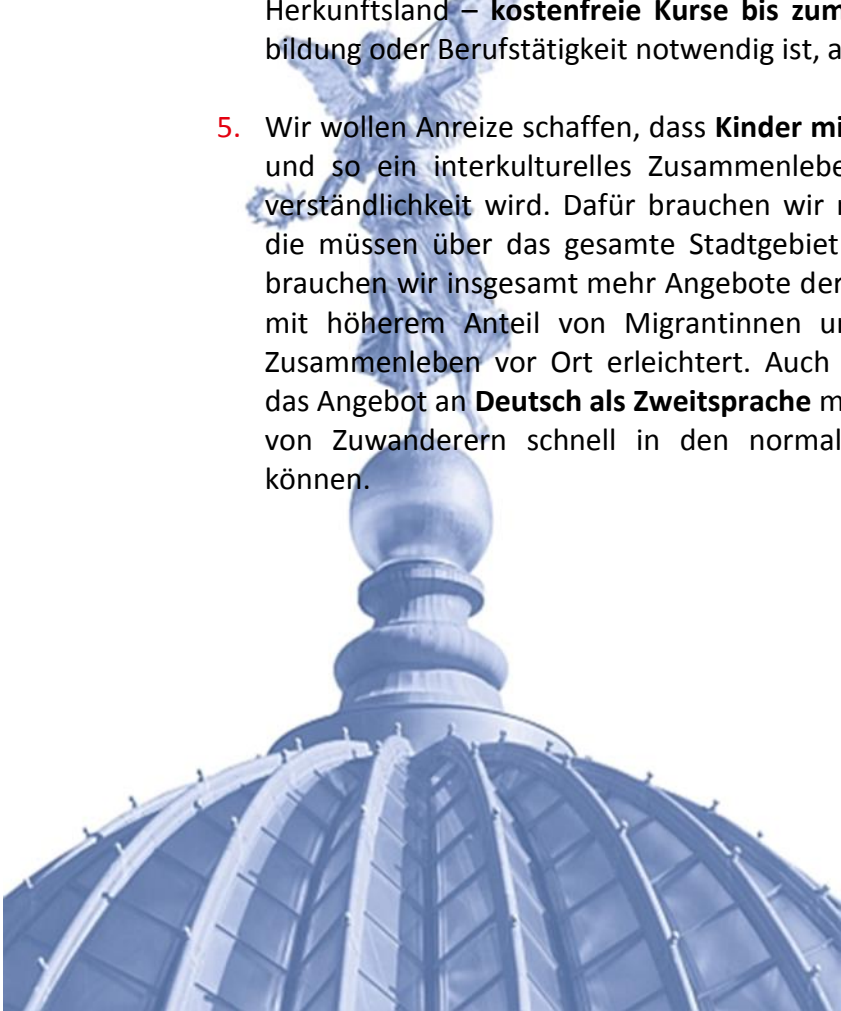 Herkunftsland – kostenfreie Kurse bis zum
bildung oder Berufstätigkeit notwendig ist, a
5. Wir wollen Anreize schaffen, dass Kinder mi
und so ein interkulturelles Zusammenlebe
verständlichkeit wird. Dafür brauchen wir
die müssen über das gesamte Stadtgebiet
brauchen wir insgesamt mehr Angebote der
mit höherem Anteil von Migrantinnen u
Zusammenleben vor Ort erleichtert. Auch
das Angebot an Deutsch als Zweitsprache m
von Zuwanderern schnell in den normal
können.